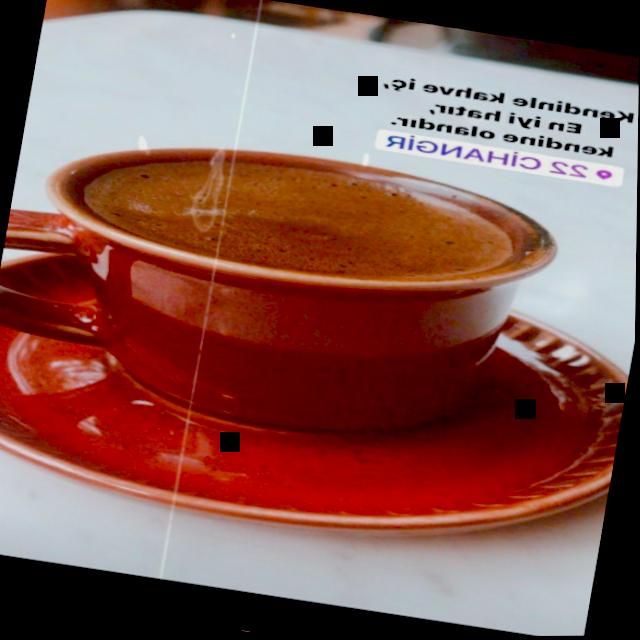 Kendinle kahve iç,
En iyi hatır,
kendine olandır.
22 CİHANGİR